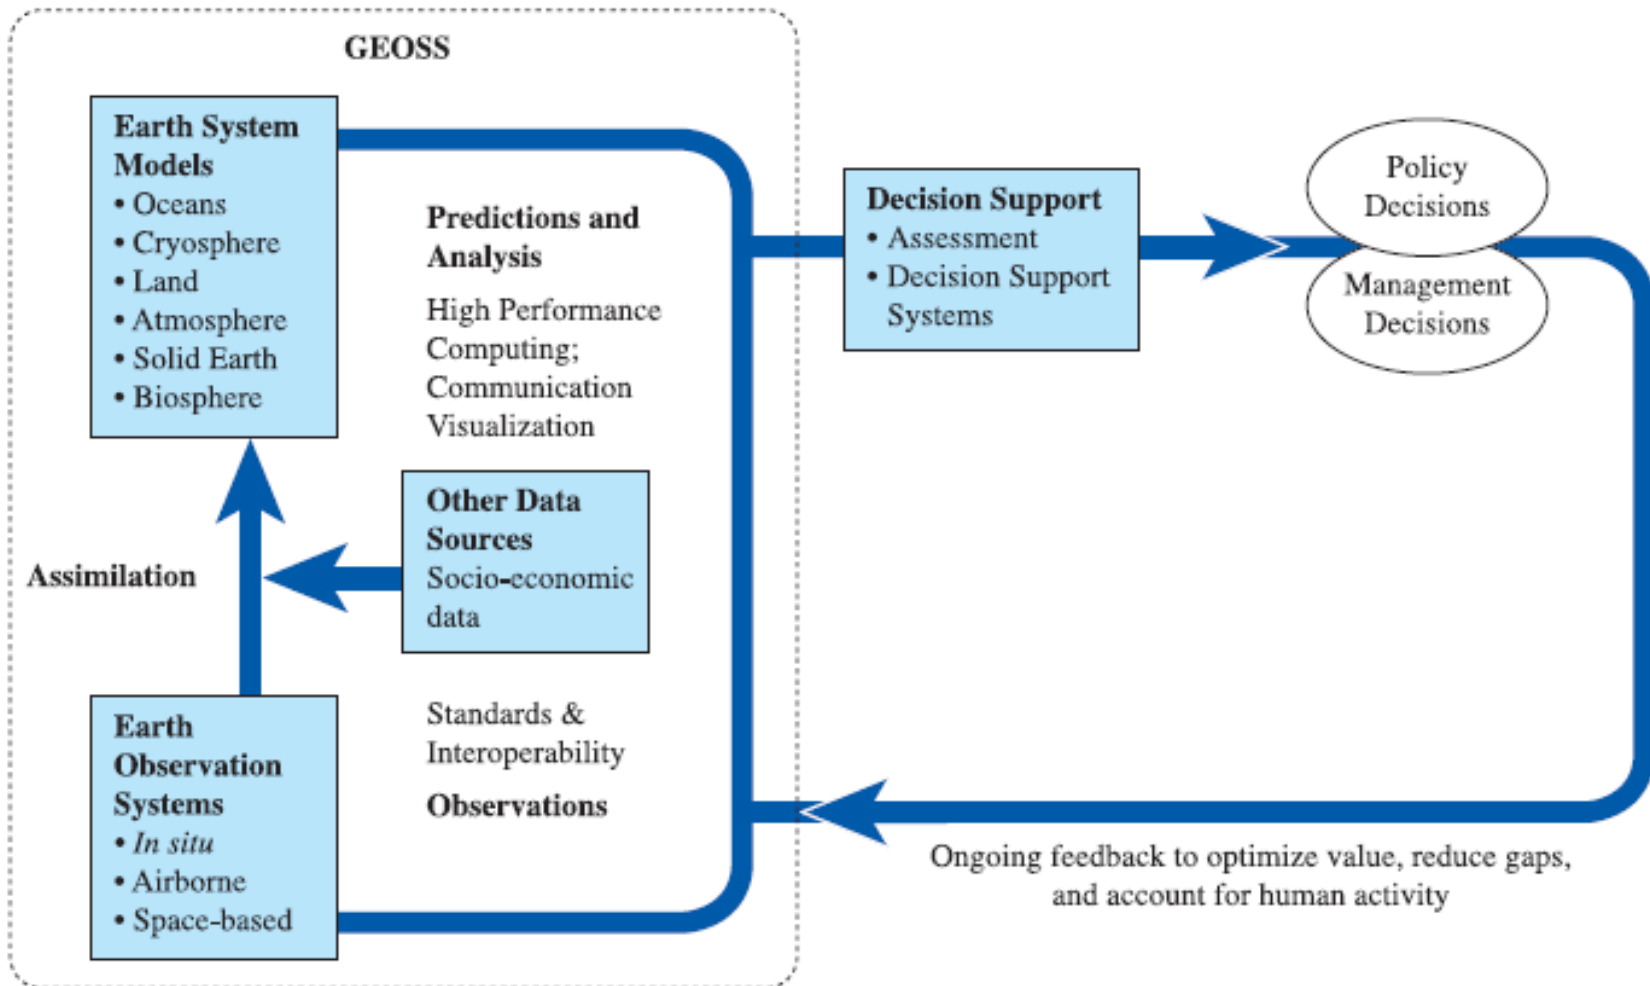 GEOSS
Earth System
Models
• Oceans
• Cryosphere
• Land
• Atmosphere
• Solid Earth
• Biosphere
Predictions and
Analysis
High Performance
Computing;
Communication
Visualization
Other Data
Sources
Socio-economic
data
Assimilation
Earth
Observation
Systems
• In situ
• Airborne
• Space-based
Standards &
Interoperability
Observations
Decision Support
• Assessment
• Decision Support
Systems
Policy
Decisions
Management
Decisions
Ongoing feedback to optimize value, reduce gaps,
and account for human activity